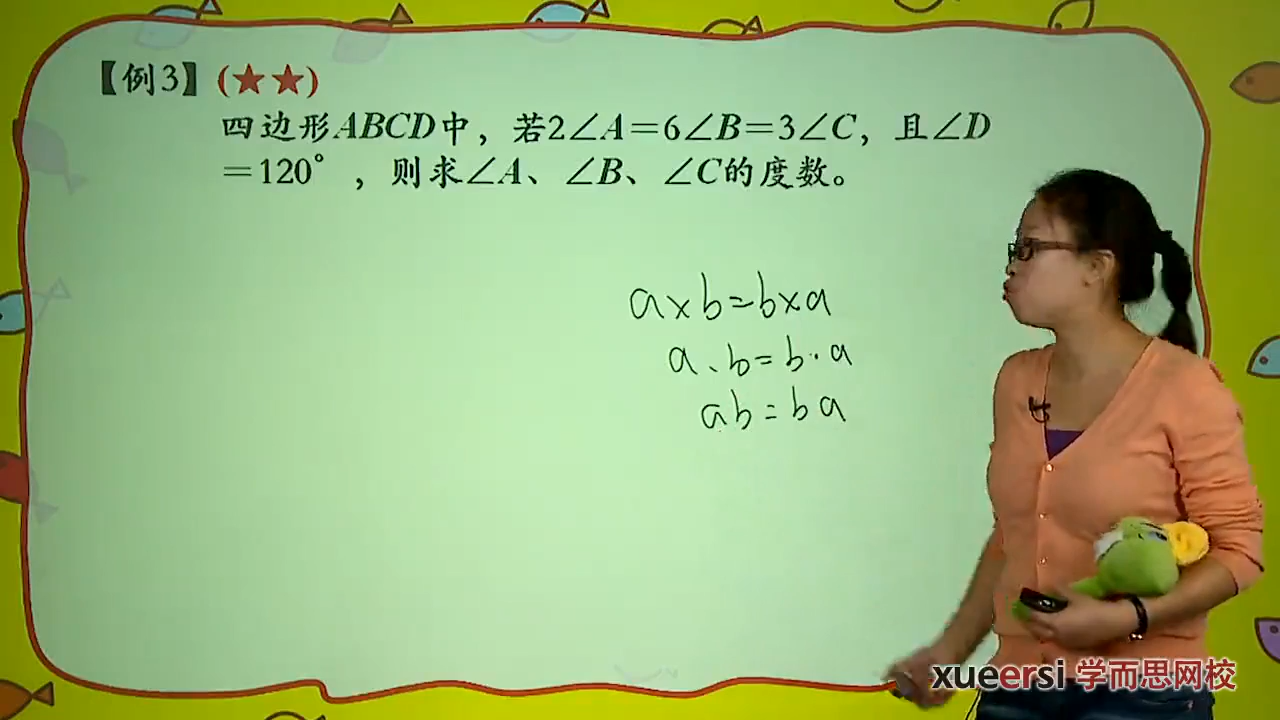 【例3】(★★)
四边形ABCD中，若2∠A=6∠B=3∠C，且∠D
=120°，则求∠A、∠B、∠C的度数。
a×b=b×a
a·b=b·a
ab=ba
xueersi 学而思网校